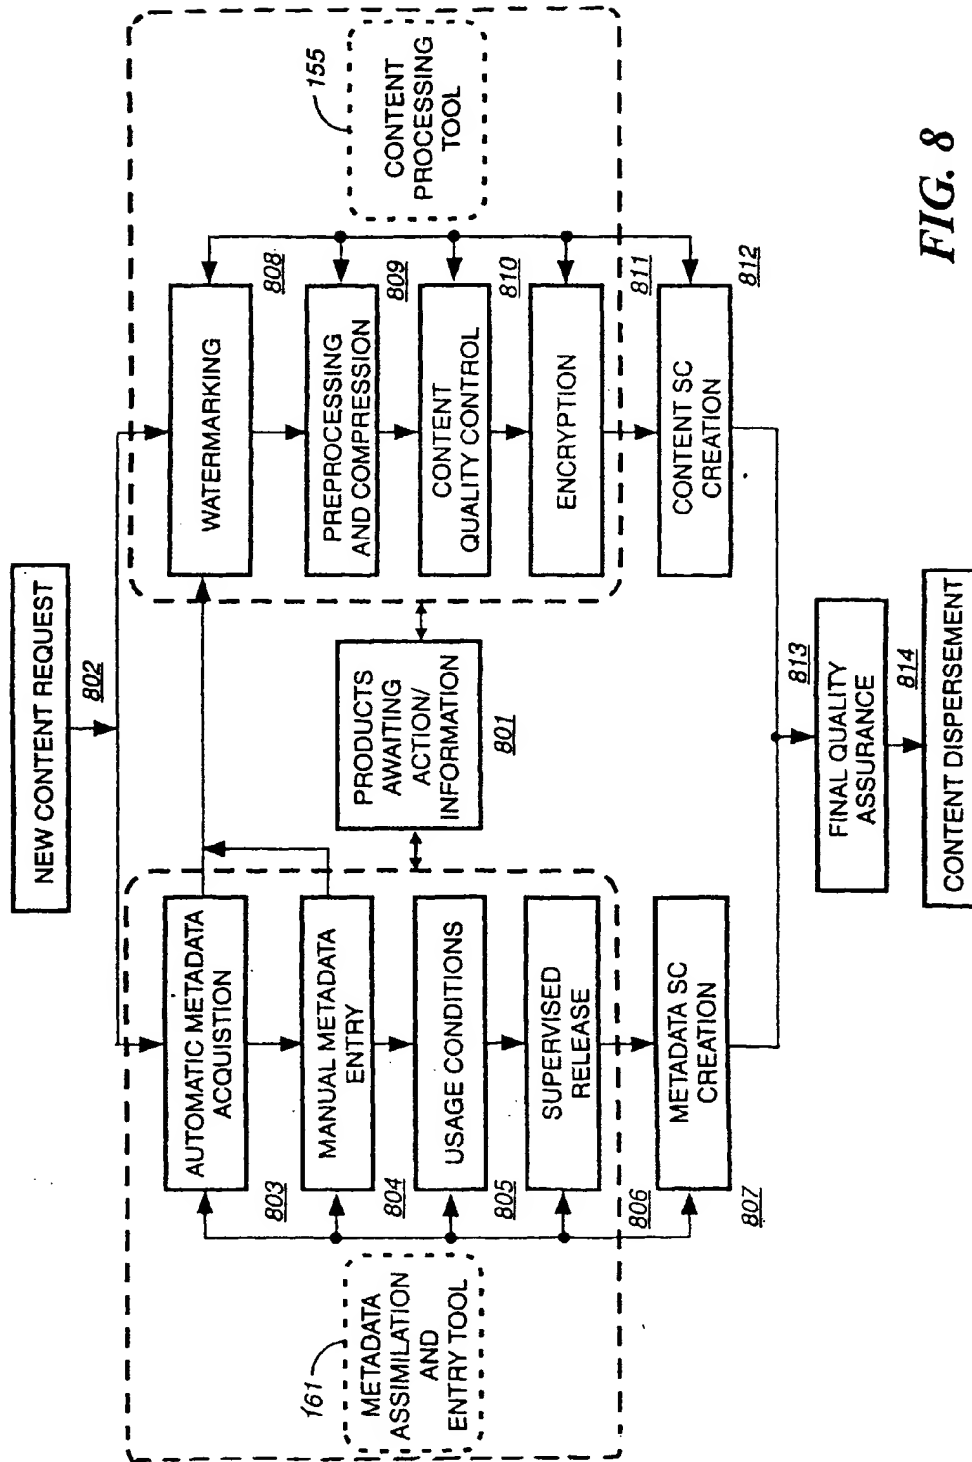 NEW CONTENT REQUEST
802
AUTOMATIC METADATA
ACQUISTION
803
MANUAL METADATA
ENTRY
804
USAGE CONDITIONS
805
SUPERVISED
RELEASE
806
METADATA SC
CREATION
807
161
METADATA
ASSIMILATION
AND
ENTRY TOOL
PRODUCTS
AWAITING
ACTION/
INFORMATION
801
WATERMARKING
808
PREPROCESSING
AND COMPRESSION
809
CONTENT
QUALITY CONTROL
810
ENCRYPTION
811
CONTENT SC
CREATION
812
155
CONTENT
PROCESSING
TOOL
813
FINAL QUALITY
ASSURANCE
814
CONTENT DISPERSEMENT
FIG. 8